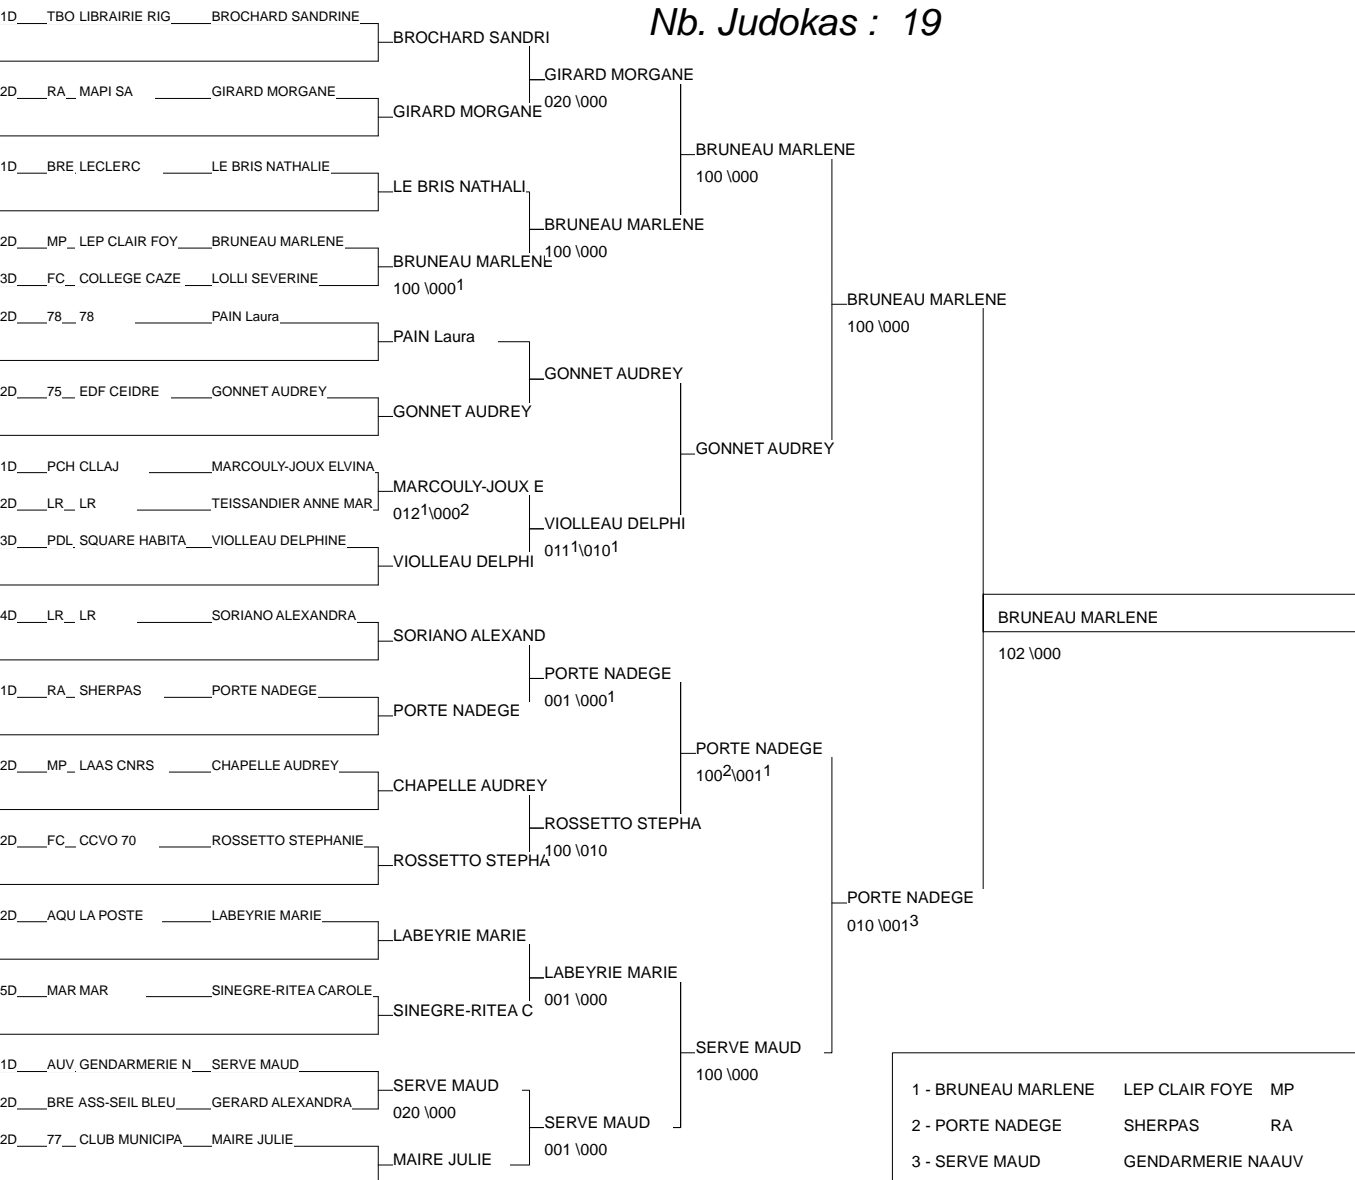 Nb. Judokas : 19
1D TBO LIBRAIRIE RIG BROCHARD SANDRINE
BROCHARD SANDRI
GIRARD MORGANE
020 \000
2D RA MAPI SA GIRARD MORGANE
GIRARD MORGANE
BRUNEAU MARLENE
100 \000
1D BRE LECLERC LE BRIS NATHALIE
LE BRIS NATHALI
BRUNEAU MARLENE
100 \000
2D MP LEP CLAIR FOY BRUNEAU MARLENE
BRUNEAU MARLENE
100 \000¹
3D FC COLLEGE CAZE LOLLI SEVERINE
BRUNEAU MARLENE
100 \000
2D 78 78 PAIN Laura
PAIN Laura
GONNET AUDREY
2D 75 EDF CEIDRE GONNET AUDREY
GONNET AUDREY
GONNET AUDREY
1D PCH CLLAJ MARCOULY-JOUX ELVINA
MARCOULY-JOUX E
012¹\000²
2D LR LR TEISSANDIER ANNE MAR
VIOLLEAU DELPHI
011¹\010¹
3D PDL SQUARE HABITA VIOLLEAU DELPHINE
VIOLLEAU DELPHI
4D LR LR SORIANO ALEXANDRA
BRUNEAU MARLENE
102 \000
SORIANO ALEXAND
PORTE NADEGE
001 \000¹
1D RA SHERPAS PORTE NADEGE
PORTE NADEGE
PORTE NADEGE
100²\001¹
2D MP LAAS CNRS CHAPELLE AUDREY
CHAPELLE AUDREY
ROSSETTO STEPHA
100 \010
2D FC CCVO 70 ROSSETTO STEPHANIE
ROSSETTO STEPHA
PORTE NADEGE
010 \001³
2D AQU LA POSTE LABEYRIE MARIE
LABEYRIE MARIE
LABEYRIE MARIE
001 \000
5D MAR MAR SINEGRE-RITEA CAROLE
SINEGRE-RITEA C
SERVE MAUD
100 \000
1D AUV GENDARMERIE N SERVE MAUD
SERVE MAUD
020 \000
2D BRE ASS-SEIL BLEU GERARD ALEXANDRA
SERVE MAUD
001 \000
2D 77 CLUB MUNICIPA MAIRE JULIE
MAIRE JULIE
1 - BRUNEAU MARLENE LEP CLAIR FOYE MP
2 - PORTE NADEGE SHERPAS RA
3 - SERVE MAUD GENDARMERIE NAAUV